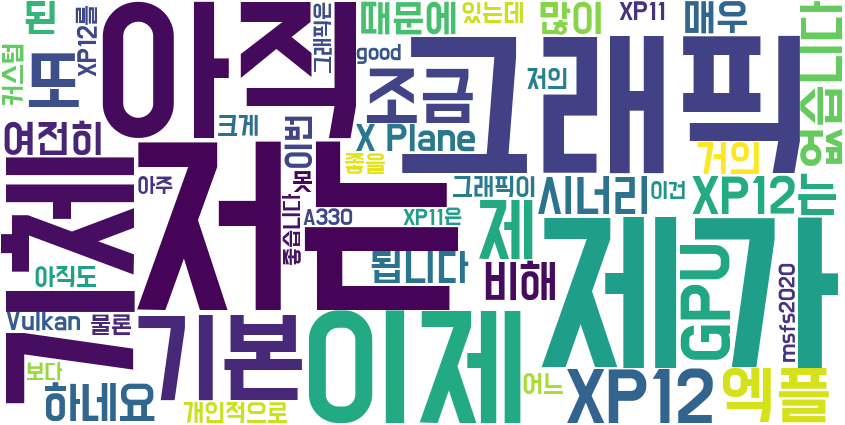 된
XP12를
아직
그래픽은
때문에
있는데
많이
XP11
매우
없습니다
커스텀
또
good
조금
그래픽
저의
여전히
크게
이번
X Plane
좋을
거의
기체
아주
저는
못
좋습니다
A330
그래픽이
XP11은
시너리
이건
XP12는
제
제가
아직도
됩니다
비해
GPU
msfs2020
Vulkan
물론
기본
이제
보다
하네요
개인적으로
어느
XP12
엑플